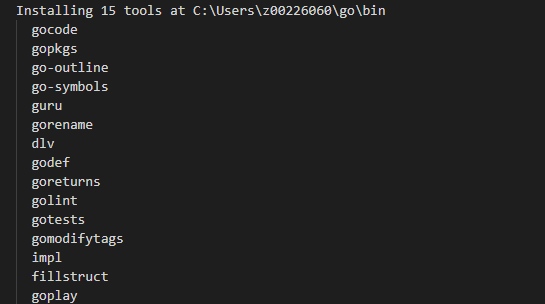 Installing 15 tools at C:\Users\z00226060\go\bin
gocode
gopkgs
go-outline
go-symbols
guru
gorename
dlv
godef
goreturns
golint
gotests
gomodifytags
impl
fillstruct
goplay